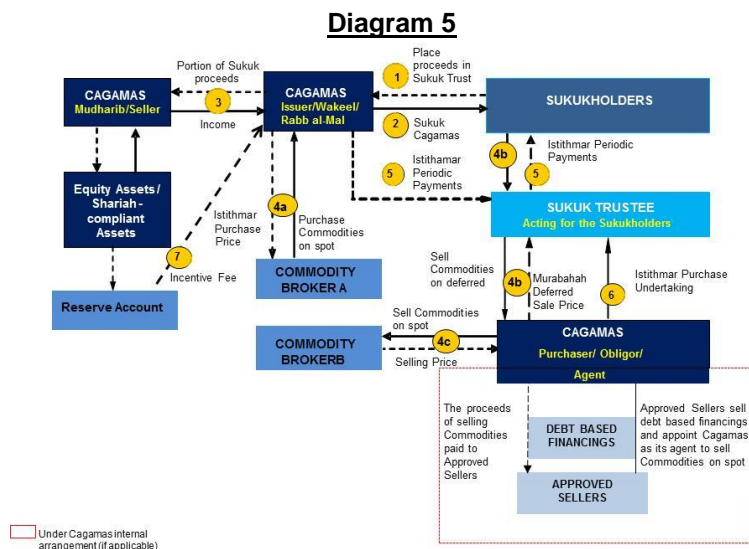 Diagram 5
Portion of Sukuk
proceeds
1
Place
proceeds in
Sukuk Trust
CAGAMAS
Mudharib/Seller
3
Income
CAGAMAS
Issuer/Wakeel/
Rabb al-Mal
2
Sukuk
Cagamas
SUKUKHOLDERS
5
Istithamar
Periodic
Payments
4b
5
Istithmar Periodic
Payments
Equity Assets/
Shariah-
compliant
Assets
Istithmar
Purchase
Price
4a
Purchase
Commodities
on spot
SUKUK TRUSTEE
Acting for the Sukukholders
7
Incentive Fee
Reserve Account
COMMODITY
BROKER A
Sell
Commodities
on deferred
4b
Murabahah
Deferred
Sale Price
6
Istithmar Purchase
Undertaking
COMMODITY
BROKERB
Sell Commodities
on spot
4c
Selling Price
CAGAMAS
Purchaser/ Obligor/
Agent
The proceeds
of selling
Commodities
paid to
Approved
Sellers
DEBT BASED
FINANCINGS
APPROVED
SELLERS
Approved Sellers sell
debt based financings
and appoint Cagamas
as its agent to sell
Commodities on spot
Under Cagamas internal
arrangement (if applicable)